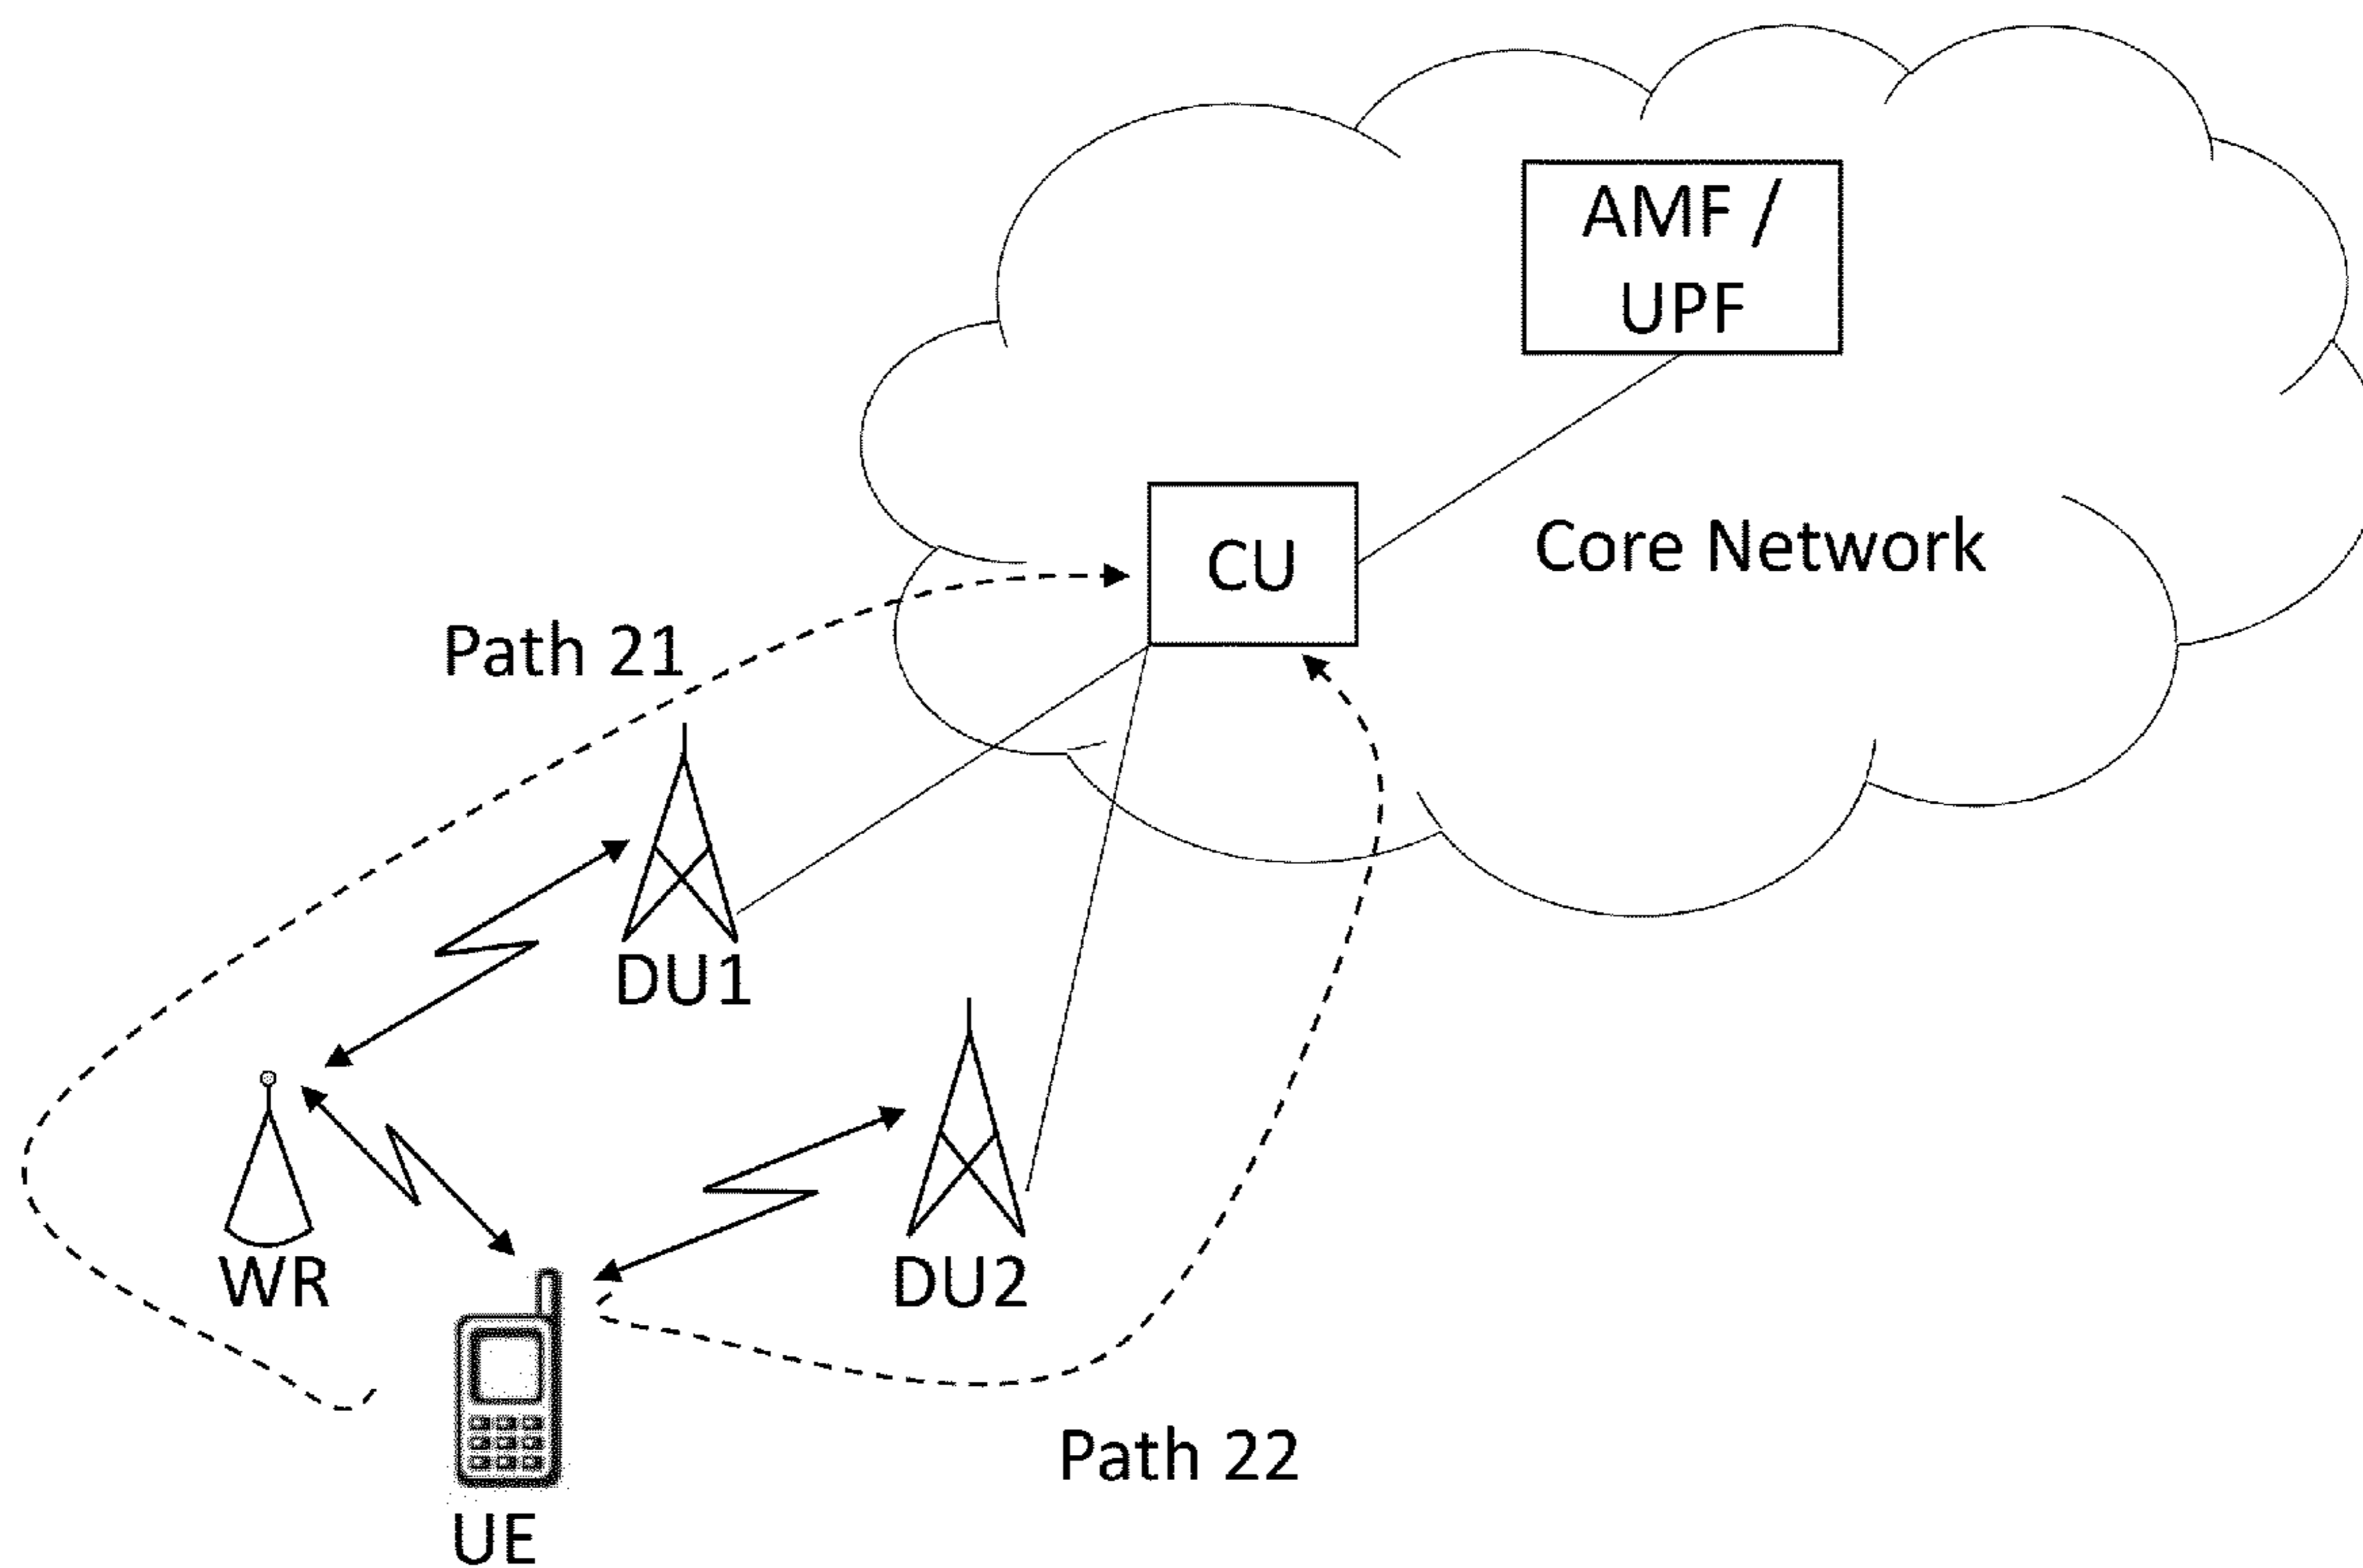 AMF /
UPF
CU
Core Network
Path 21
DU1
WR
DU2
Path 22
UE